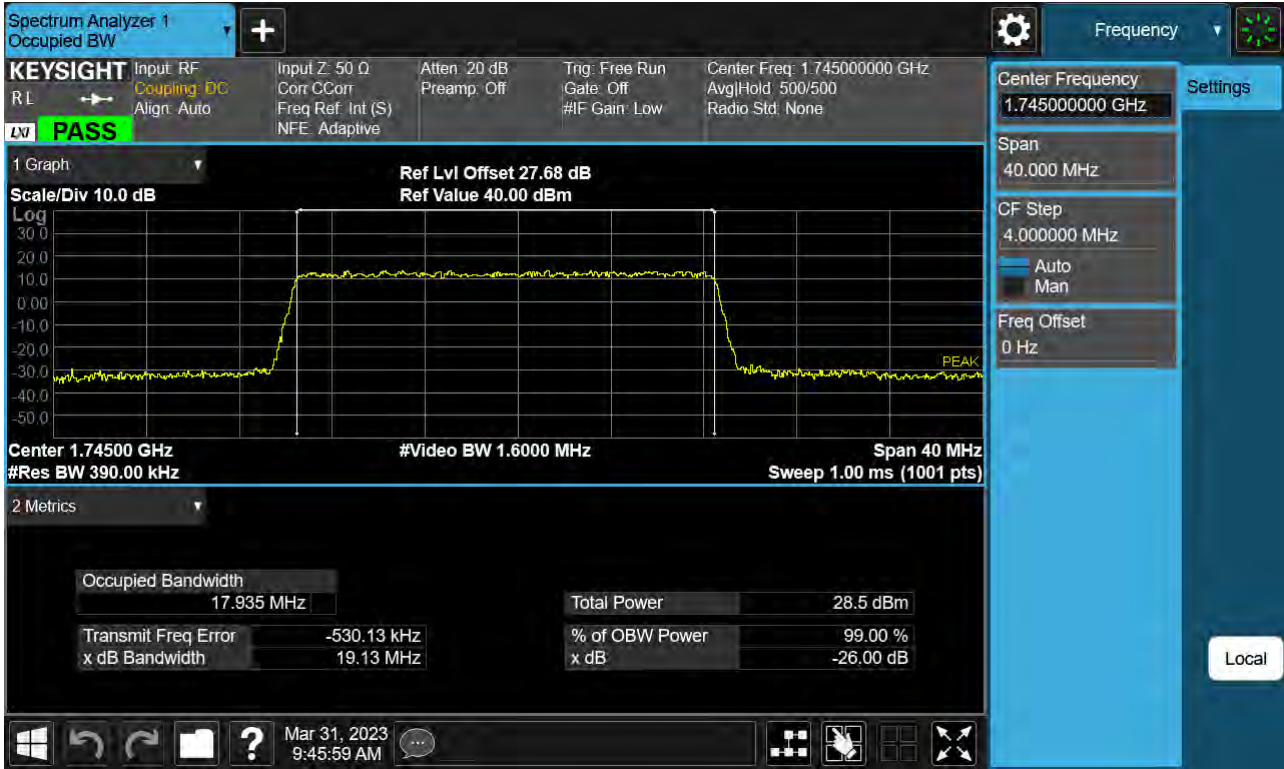 Spectrum Analyzer 1
Occupied BW
+
Frequency
KEYSIGHT
RL
LXI
PASS
Input: RF
Coupling: DC
Align: Auto
Input Z: 50 Ω
Corr CCorr
Freq Ref: Int (S)
NFE: Adaptive
Atten: 20 dB
Preamp: Off
Trig: Free Run
Gate: Off
#IF Gain: Low
Center Freq: 1.745000000 GHz
Avg|Hold: 500/500
Radio Std: None
Center Frequency
1.745000000 GHz
Settings
Span
40.000 MHz
CF Step
4.000000 MHz
Auto
Man
Freq Offset
0 Hz
Local
1 Graph
Scale/Div 10.0 dB
Ref Lvl Offset 27.68 dB
Ref Value 40.00 dBm
Log
30.0
20.0
10.0
0.00
-10.0
-20.0
-30.0
-40.0
-50.0
PEAK
Center 1.74500 GHz
#Video BW 1.6000 MHz
Span 40 MHz
#Res BW 390.00 kHz
Sweep 1.00 ms (1001 pts)
2 Metrics
Occupied Bandwidth
17.935 MHz
Total Power 28.5 dBm
Transmit Freq Error -530.13 kHz
% of OBW Power 99.00 %
x dB Bandwidth 19.13 MHz
x dB -26.00 dB
?
Mar 31, 2023
9:45:59 AM